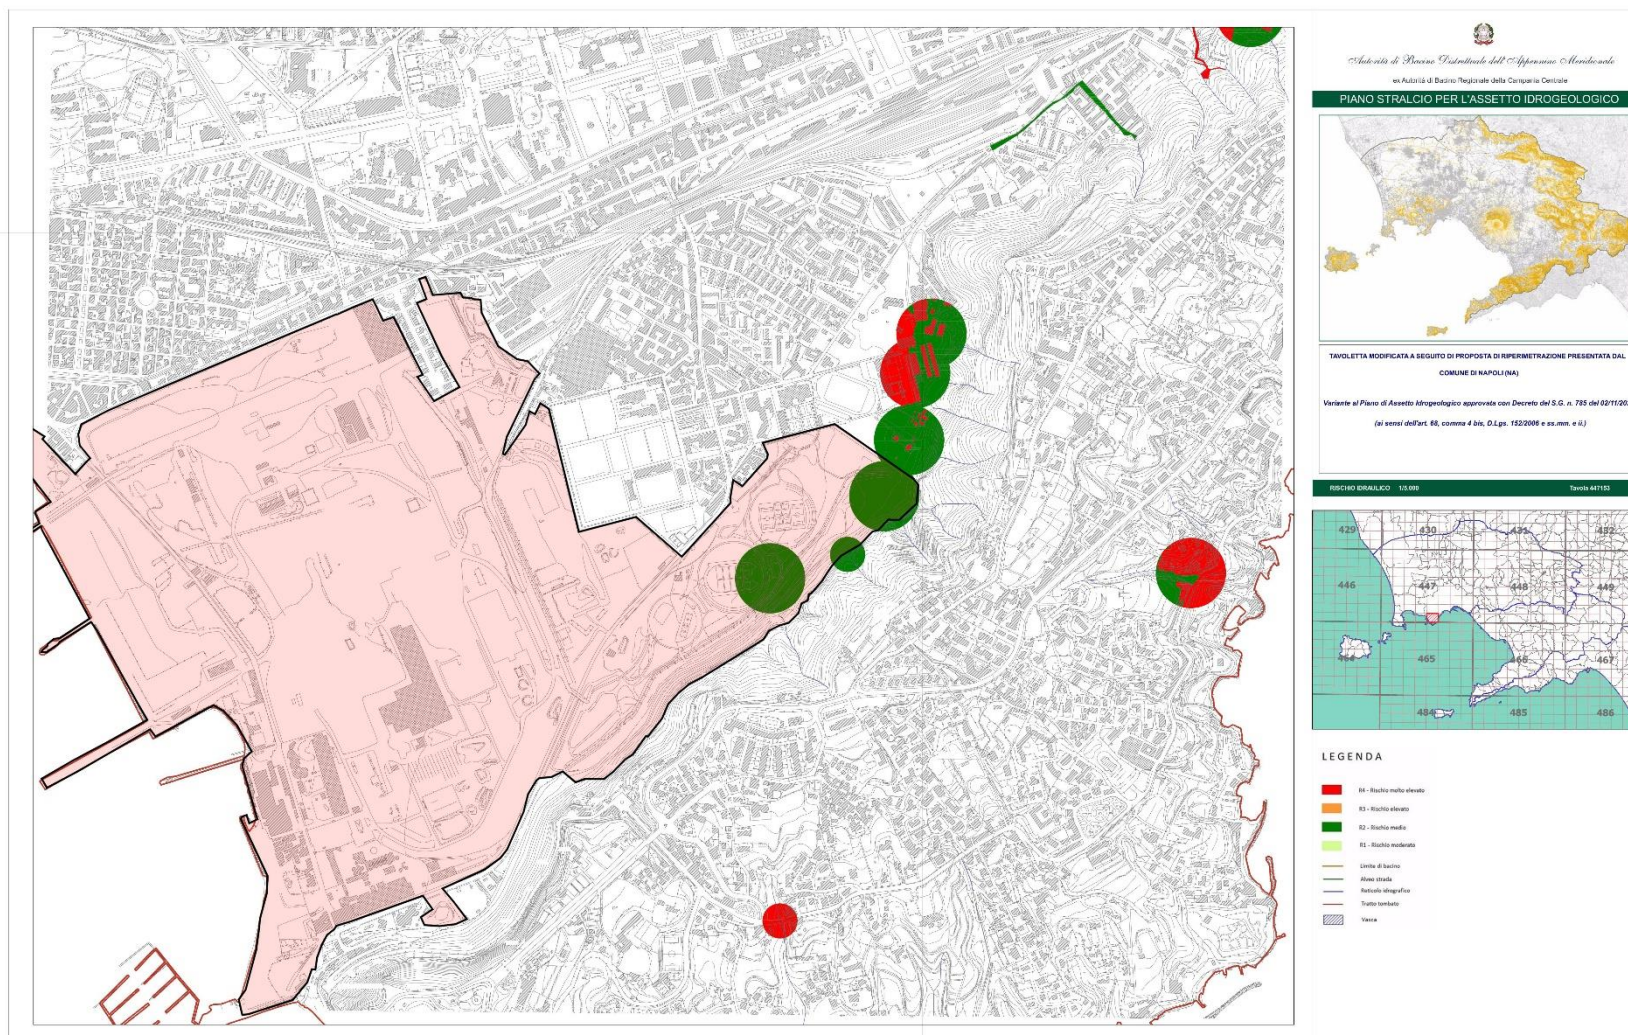 Autorità di Bacino Distrettuale dell'Appennino Meridionale
ex Autorità di Bacino Regionale della Campania Centrale
PIANO STRALCIO PER L'ASSETTO IDROGEOLOGICO
TAVOLETTA MODIFICATA A SEGUITO DI PROPOSTA DI RIPERIMETRAZIONE PRESENTATA DAL
COMUNE DI NAPOLI (NA)
Variante al Piano di Assetto Idrogeologico approvata con Decreto del S.G. n. 785 del 02/11/20
(ai sensi dell'art. 68, comma 4 bis, D.Lgs. 152/2006 e ss.mm. e ii.)
RISCHIO IDRAULICO 1/5.000 Tavola 447153
429 430 431 432
446 447 448 449
464 465 466 467
484 485 486
LEGENDA
R4 - Rischio molto elevato
R3 - Rischio elevato
R2 - Rischio medio
R1 - Rischio moderato
Limite di bacino
Alveo strada
Reticolo idrografico
Tratto tombato
Vasca